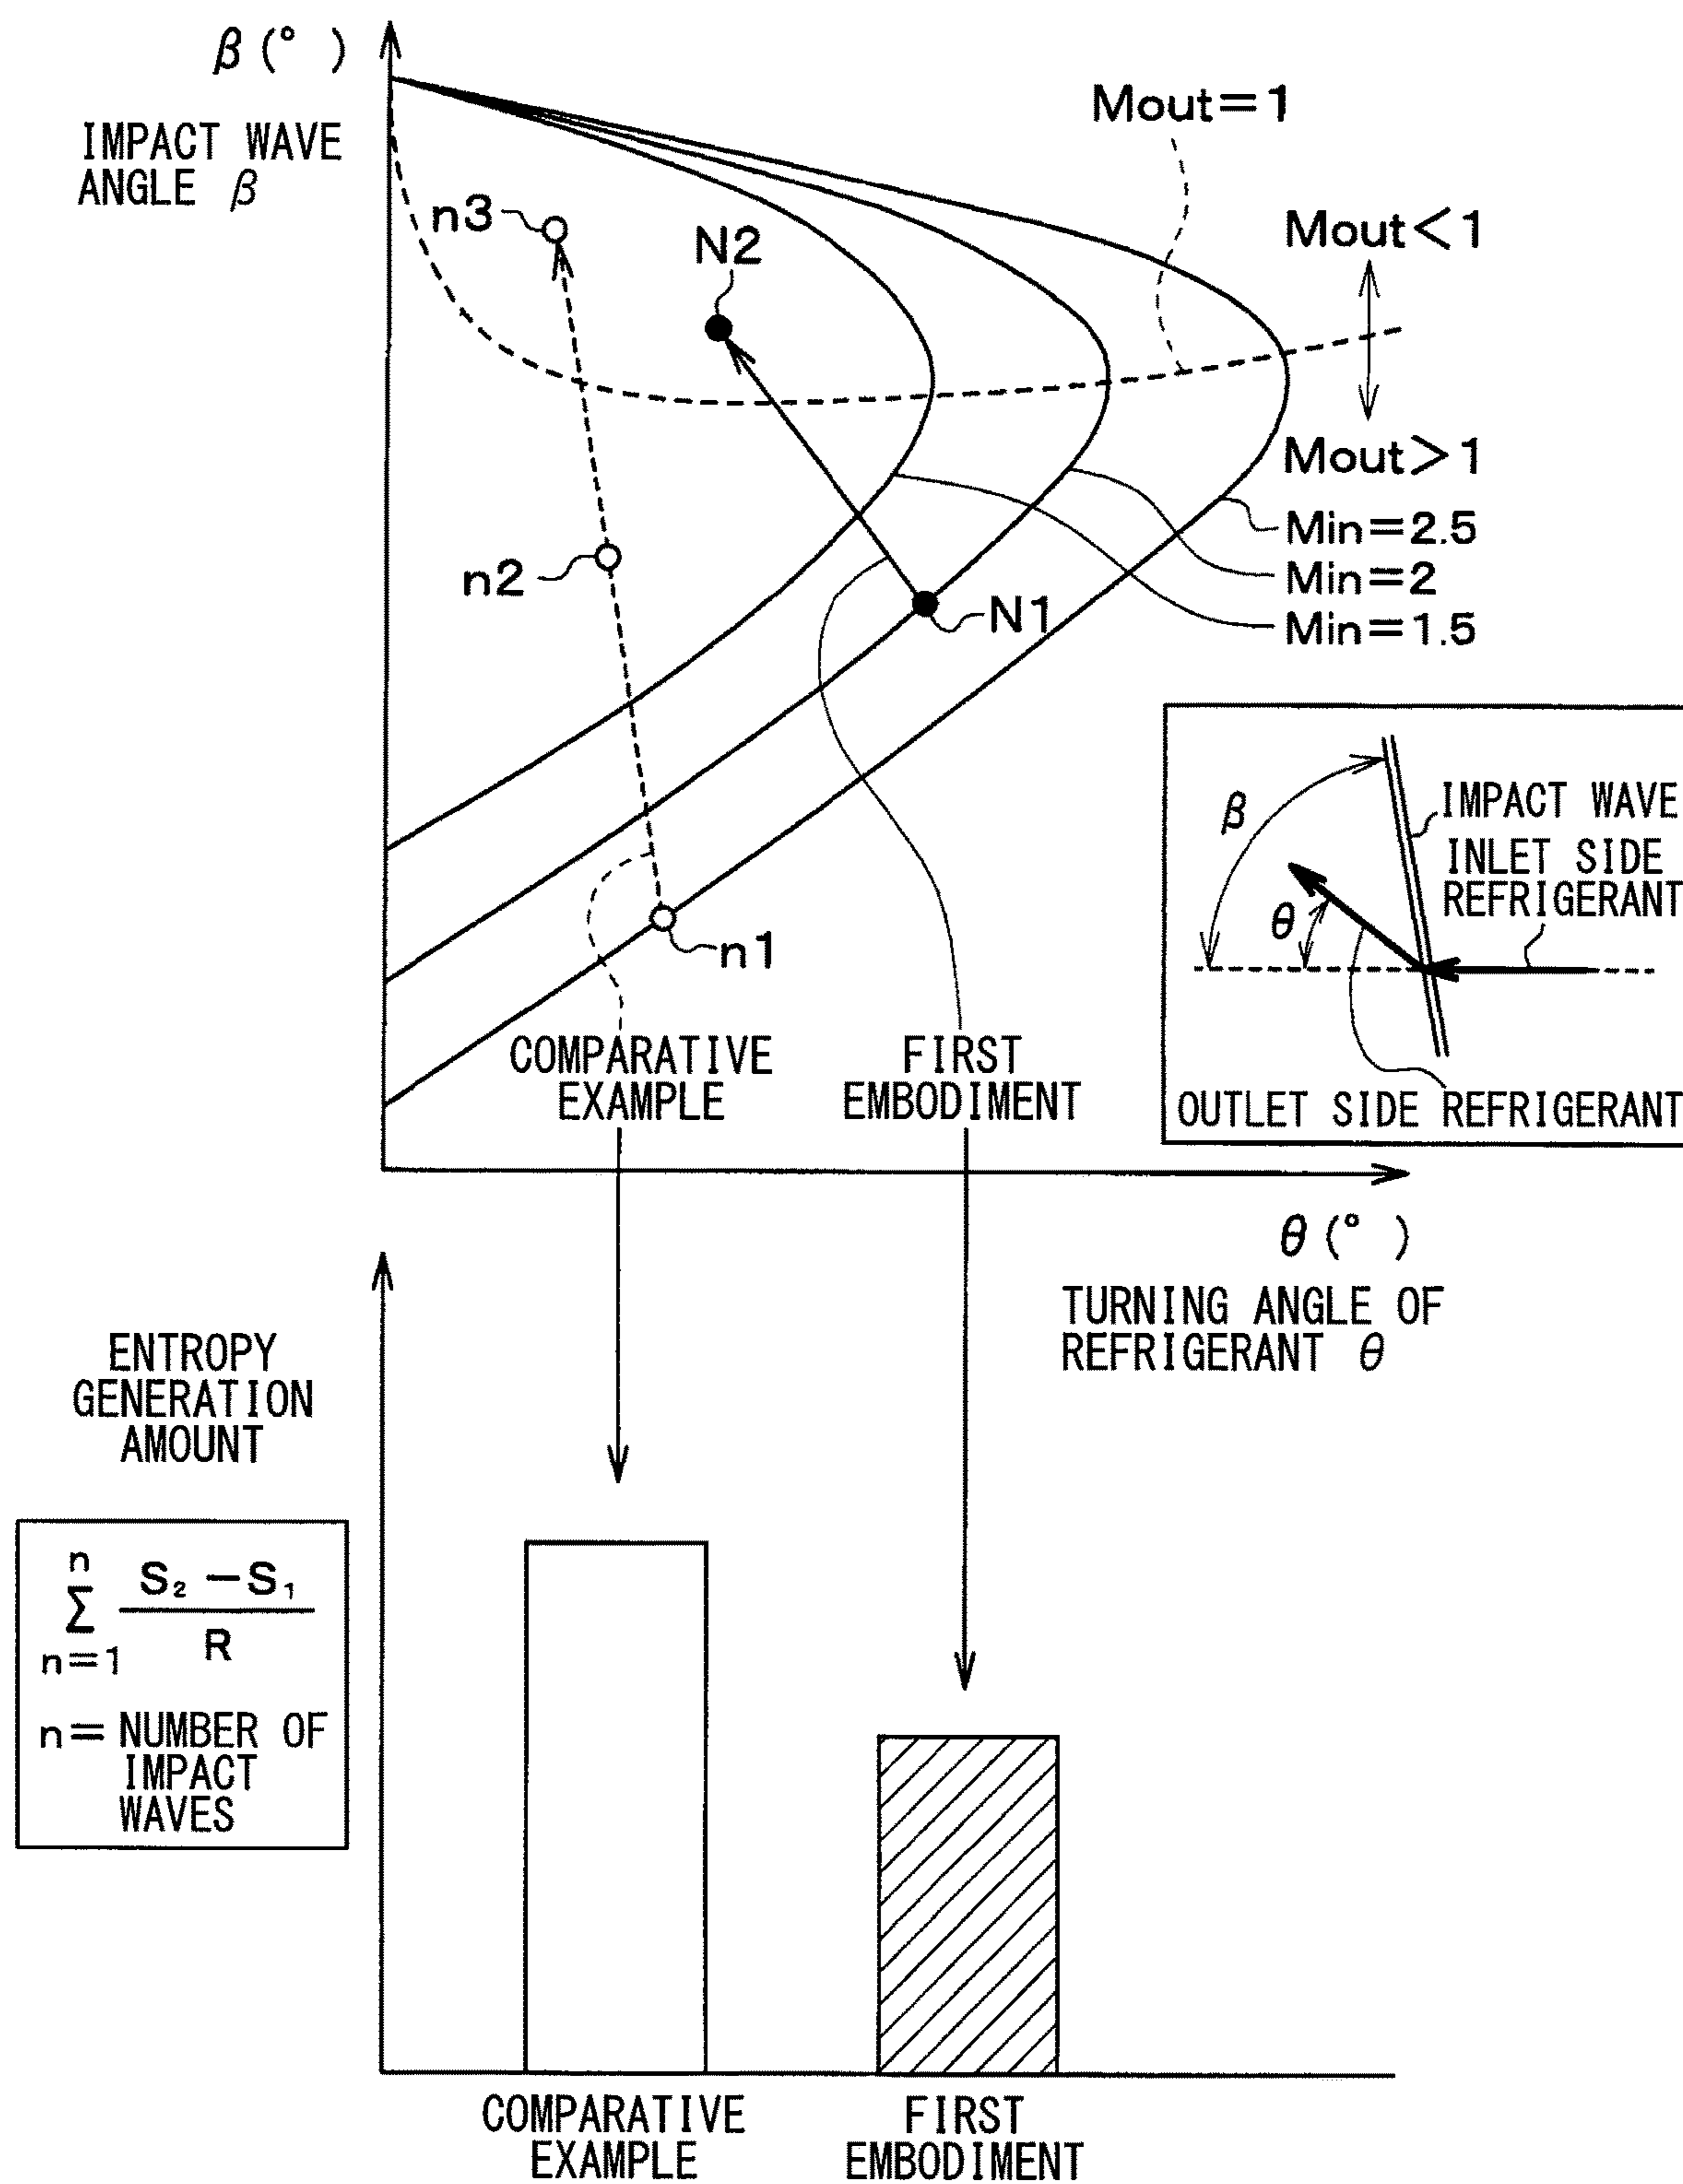 β (° )
IMPACT WAVE
ANGLE β
Mout=1
n3
N2
Mout<1
Mout>1
Min=2.5
Min=2
Min=1.5
n2
N1
n1
β
θ
IMPACT WAVE
INLET SIDE
REFRIGERANT
OUTLET SIDE REFRIGERANT
COMPARATIVE
EXAMPLE
FIRST
EMBODIMENT
θ (° )
TURNING ANGLE OF
REFRIGERANT θ
ENTROPY
GENERATION
AMOUNT
n
Σ
n=1
S₂ −S₁
R
n= NUMBER OF
IMPACT
WAVES
COMPARATIVE
EXAMPLE
FIRST
EMBODIMENT